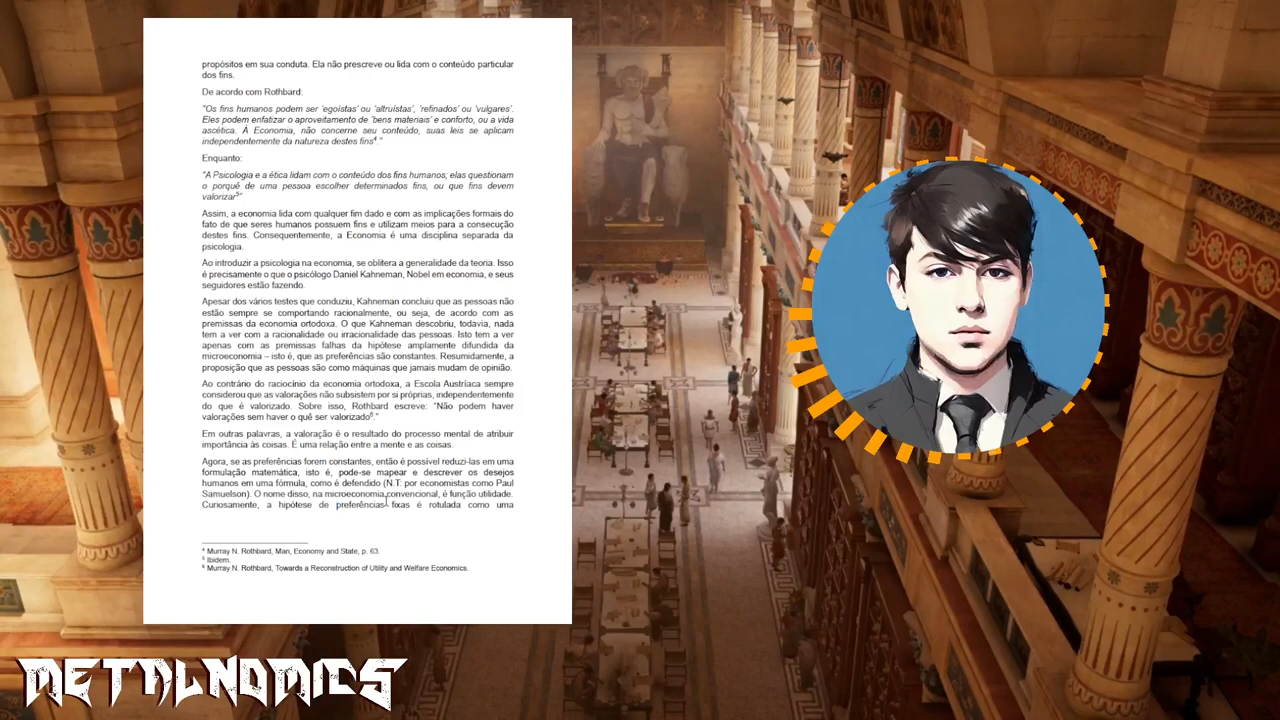 propósitos em sua conduta. Ela não prescreve ou lida com o conteúdo particular
dos fins.
De acordo com Rothbard:
"Os fins humanos podem ser 'egoístas' ou 'altruístas', 'refinados' ou 'vulgares'.
Eles podem enfatizar o aproveitamento de 'bens materiais' e conforto, ou a vida
ascética. À Economia, não concerne seu conteúdo, suas leis se aplicam
independentemente da natureza destes fins⁴."
Enquanto:
"A Psicologia e a ética lidam com o conteúdo dos fins humanos; elas questionam
o porquê de uma pessoa escolher determinados fins, ou que fins devem
valorizar⁵"
Assim, a economia lida com qualquer fim dado e com as implicações formais do
fato de que seres humanos possuem fins e utilizam meios para a consecução
destes fins. Consequentemente, a Economia é uma disciplina separada da
psicologia.
Ao introduzir a psicologia na economia, se oblitera a generalidade da teoria. Isso
é precisamente o que o psicólogo Daniel Kahneman, Nobel em economia, e seus
seguidores estão fazendo.
Apesar dos vários testes que conduziu, Kahneman concluiu que as pessoas não
estão sempre se comportando racionalmente, ou seja, de acordo com as
premissas da economia ortodoxa. O que Kahneman descobriu, todavia, nada
tem a ver com a racionalidade ou irracionalidade das pessoas. Isto tem a ver
apenas com as premissas falhas da hipótese amplamente difundida da
microeconomia – isto é, que as preferências são constantes. Resumidamente, a
proposição que as pessoas são como máquinas que jamais mudam de opinião.
Ao contrário do raciocínio da economia ortodoxa, a Escola Austríaca sempre
considerou que as valorações não subsistem por si próprias, independentemente
do que é valorizado. Sobre isso, Rothbard escreve: "Não podem haver
valorações sem haver o quê ser valorizado⁶."
Em outras palavras, a valoração é o resultado do processo mental de atribuir
importância às coisas. É uma relação entre a mente e as coisas.
Agora, se as preferências forem constantes, então é possível reduzi-las em uma
formulação matemática, isto é, pode-se mapear e descrever os desejos
humanos em uma fórmula, como é defendido (N.T. por economistas como Paul
Samuelson). O nome disso, na microeconomia convencional, é função utilidade.
Curiosamente, a hipótese de preferências fixas é rotulada como uma
⁴ Murray N. Rothbard, Man, Economy and State, p. 63.
⁵ Ibidem.
⁶ Murray N. Rothbard, Towards a Reconstruction of Utility and Welfare Economics.
METALNOMICS